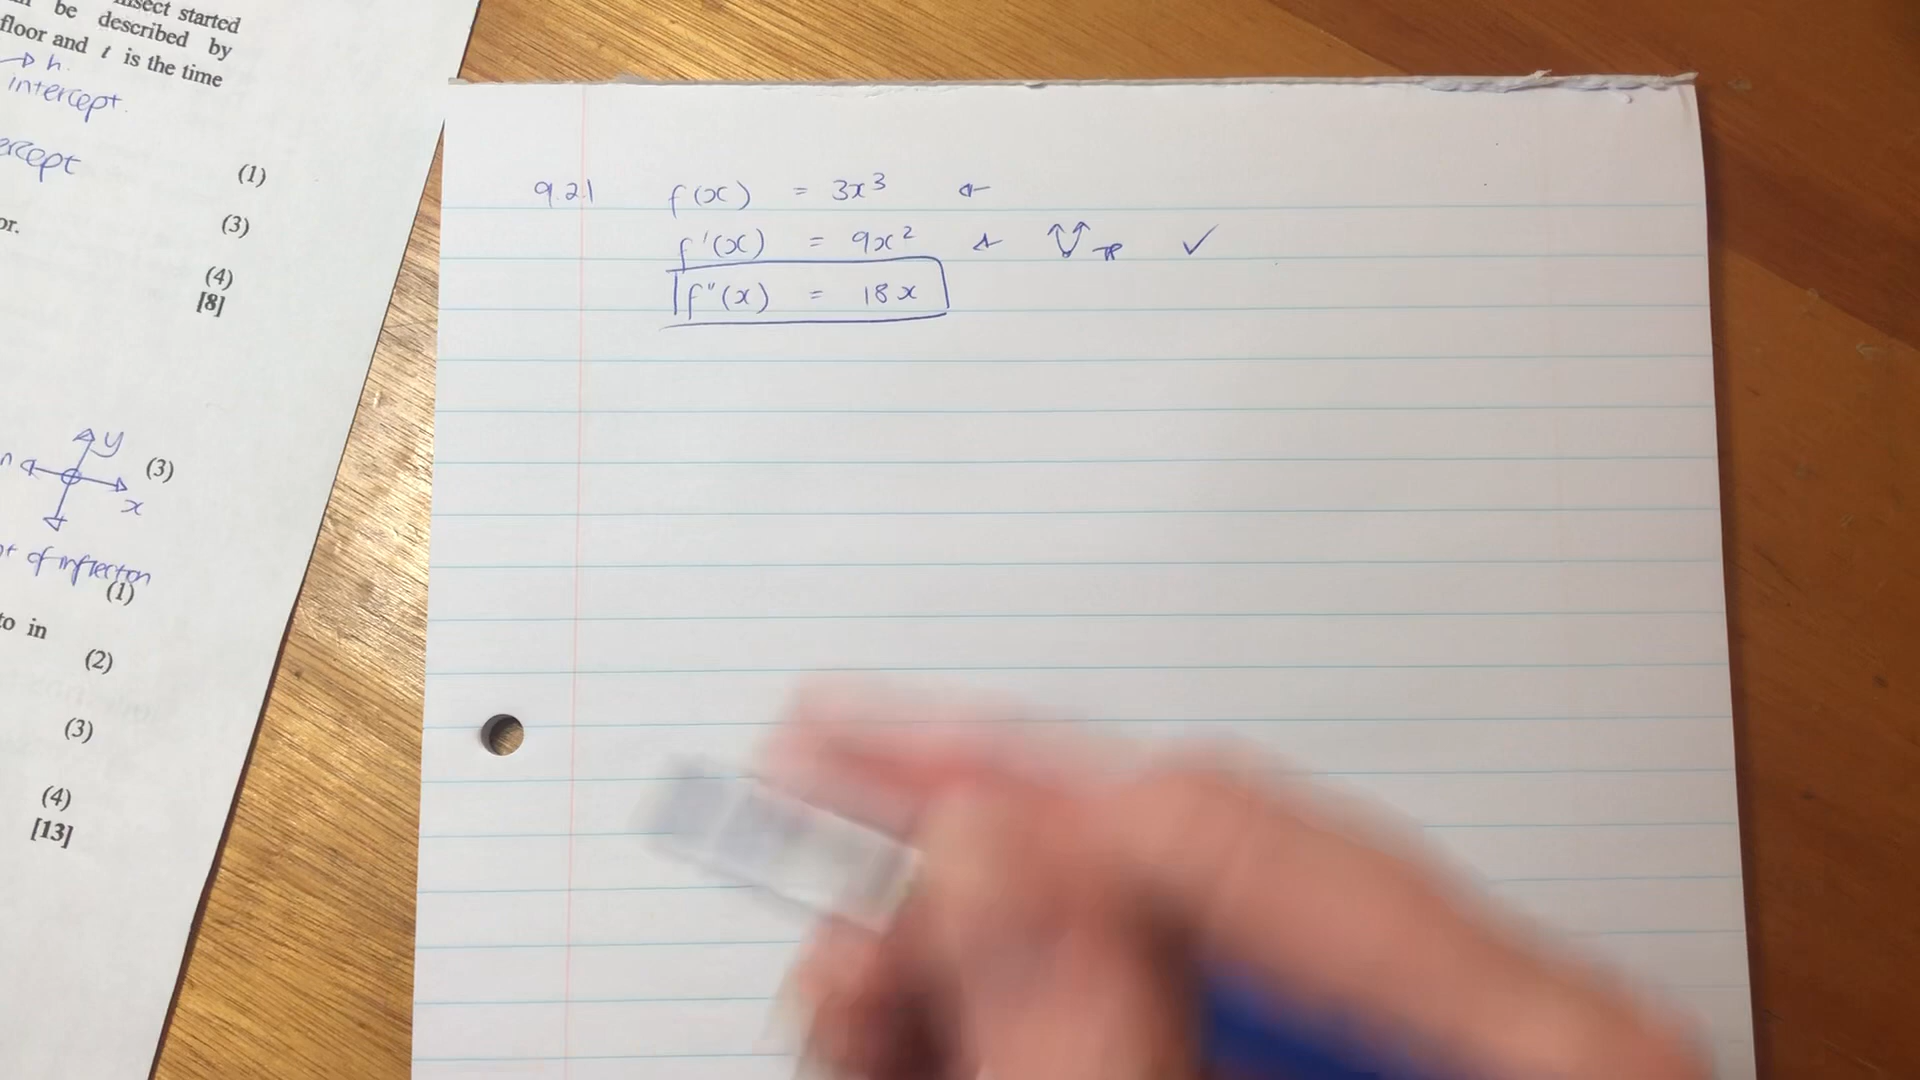 insect started
be described by
floor and t is the time
h.
intercept.
(1)
(3)
or.
(4)
[8]
y
(3)
x
of inflection
(1)
to in
(2)
(3)
(4)
[13]
9.2.1 f(x) = 3x³
f'(x) = 9x² ✓
f"(x) = 18x